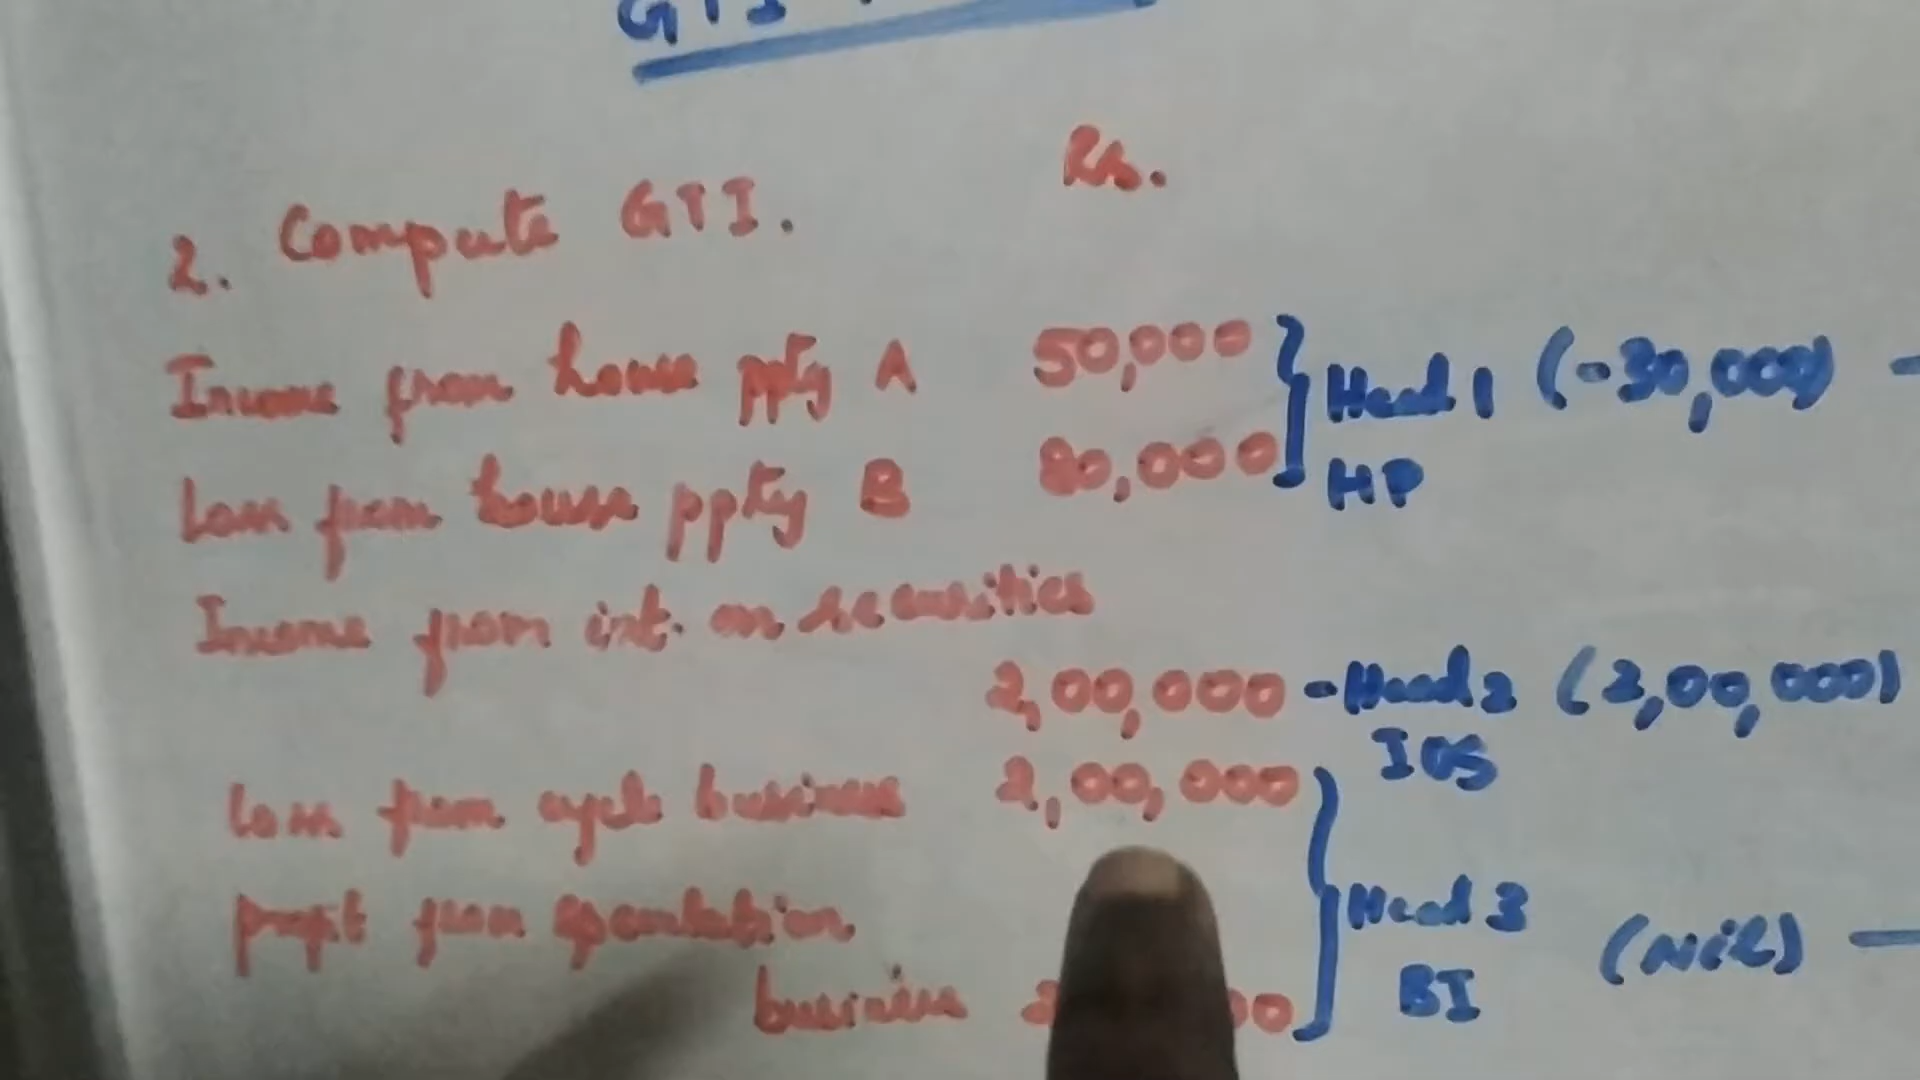 GTI
Rs.
2. Compute GTI.
Income from house ppty A 50,000 Head 1 (-30,000) -
Loss from house ppty B 80,000 HP
Income from int. on securities
2,00,000 - Head 2 (2,00,000)
IOS
Loss from cycle business 2,00,000
profit from speculation Head 3 (Nil) -
business BI